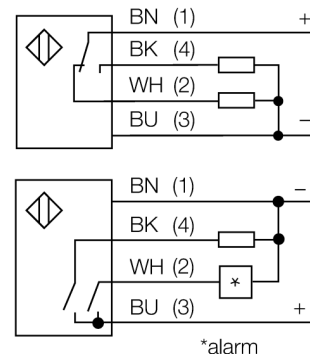 BN (1) +
BK (4)
WH (2)
BU (3) −
BN (1) −
BK (4)
WH (2)
*
BU (3) +
*alarm